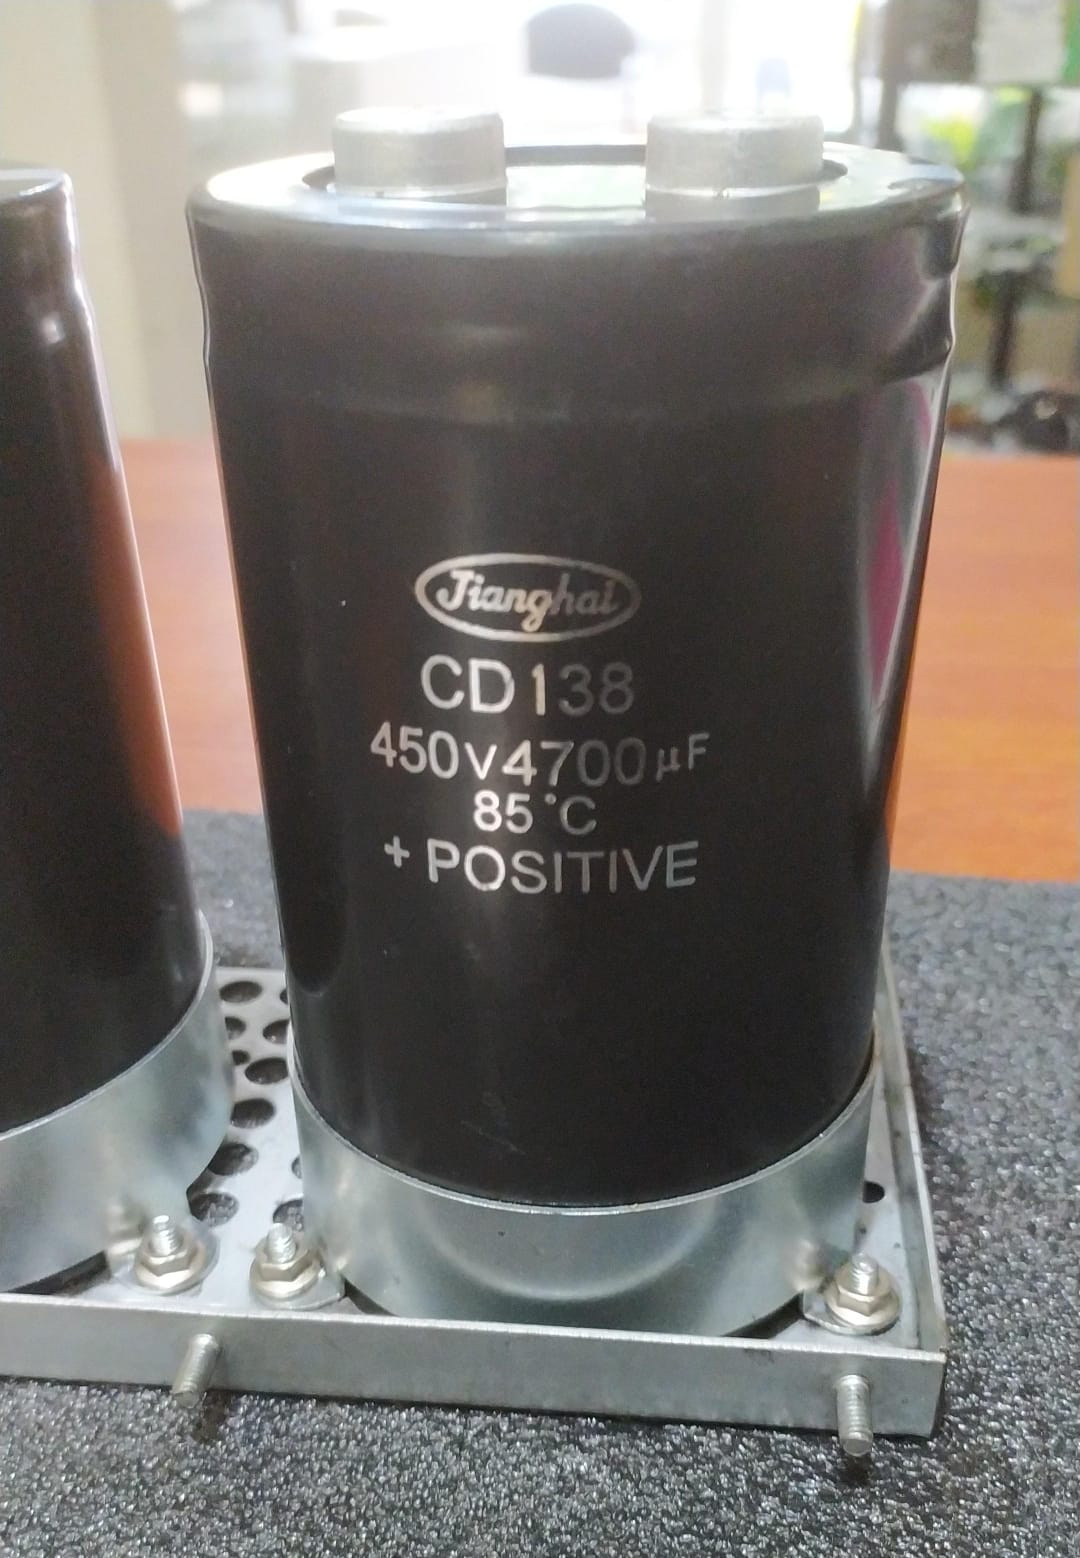 Jianghai
CD138
450V4700µF
85°C
+ POSITIVE